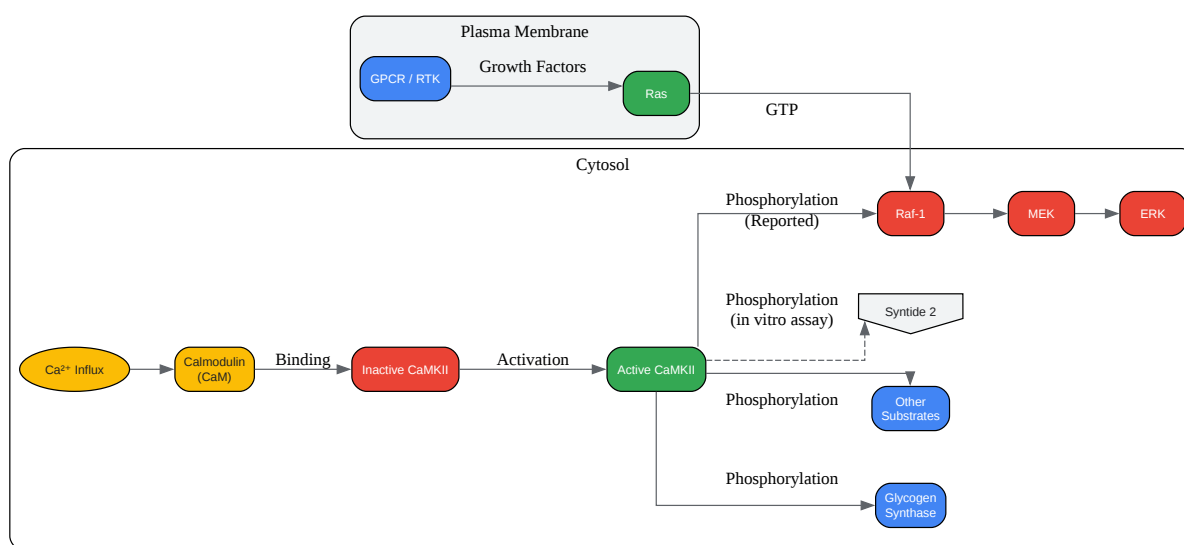 Plasma Membrane
GPCR / RTK
Growth Factors
Ras
GTP
Cytosol
Phosphorylation
(Reported)
Raf-1
MEK
ERK
Phosphorylation
(in vitro assay)
Syntide 2
Ca²⁺ Influx
Calmodulin
(CaM)
Binding
Inactive CaMKII
Activation
Active CaMKII
Phosphorylation
Other
Substrates
Phosphorylation
Glycogen
Synthase